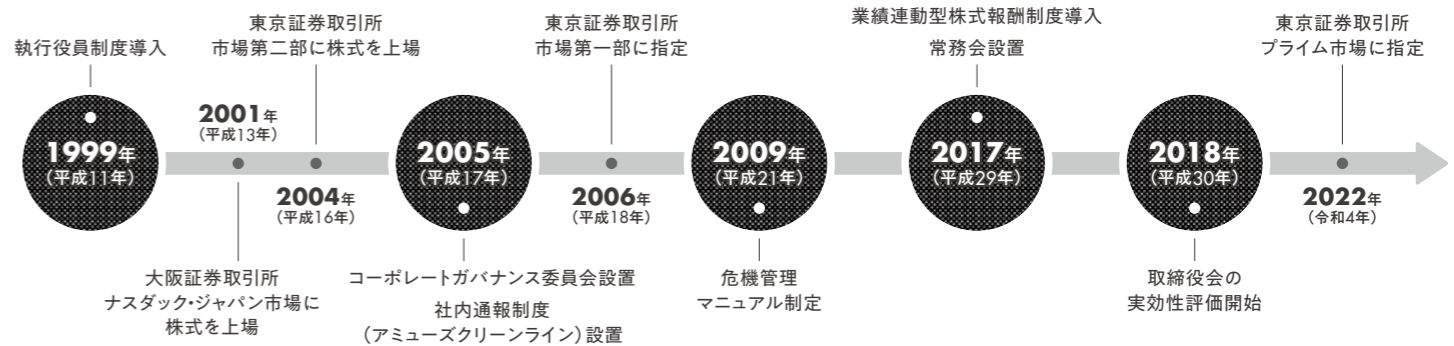 執行役員制度導入
1999年
(平成11年)
2001年
(平成13年)
大阪証券取引所
ナスダック・ジャパン市場に
株式を上場
東京証券取引所
市場第二部に株式を上場
2004年
(平成16年)
2005年
(平成17年)
コーポレートガバナンス委員会設置
社内通報制度
(アミューズクリーンライン)設置
東京証券取引所
市場第一部に指定
2006年
(平成18年)
2009年
(平成21年)
危機管理
マニュアル制定
業績連動型株式報酬制度導入
常務会設置
2017年
(平成29年)
2018年
(平成30年)
取締役会の
実効性評価開始
東京証券取引所
プライム市場に指定
2022年
(令和4年)